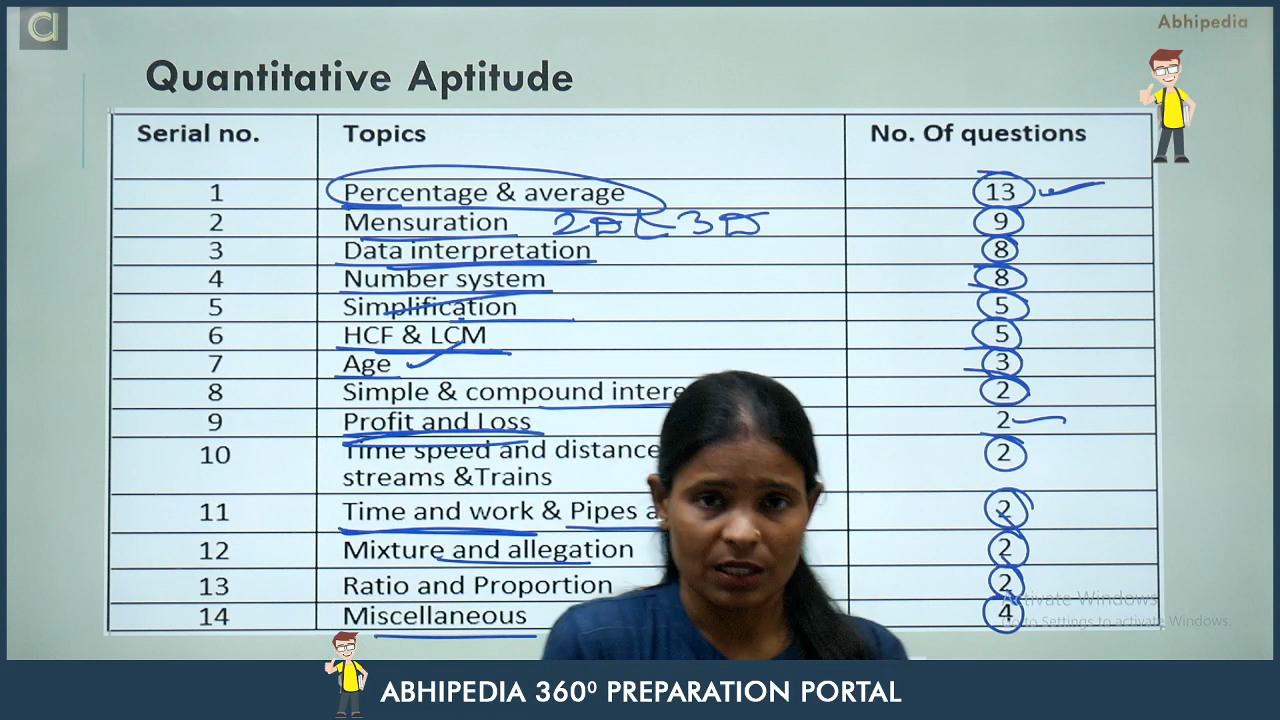 Abhipedia
Quantitative Aptitude
Serial no. Topics No. Of questions
1 Percentage & average 13
2 Mensuration 2D 3D 9
3 Data interpretation 8
4 Number system 8
5 Simplification 5
6 HCF & LCM 5
7 Age 3
8 Simple & compound 2
9 Profit and Loss 2
10 Time speed and distance 2
streams &Trains
11 Time and work & Pipes 2
12 Mixture and allegation 2
13 Ratio and Proportion 2
14 Miscellaneous 4
Activate Windows
Go to Settings to activate Windows.
ABHIPEDIA 360⁰ PREPARATION PORTAL